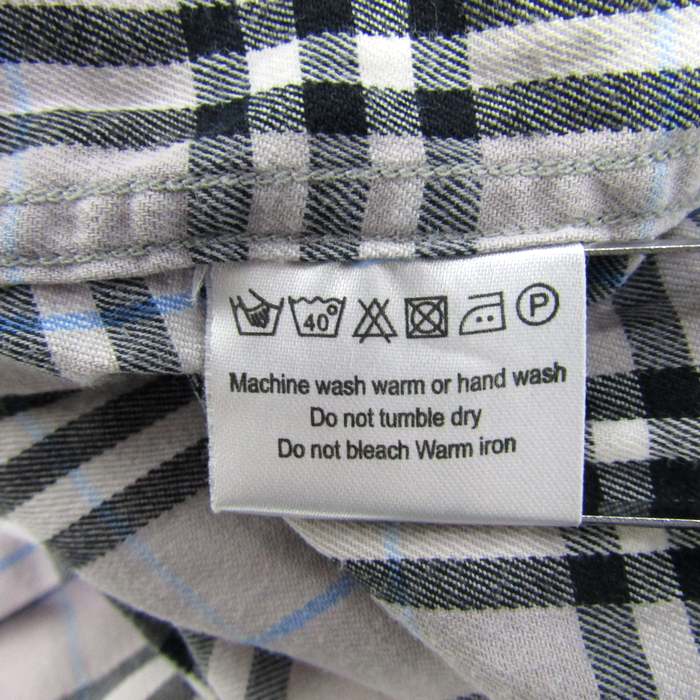 40° P
Machine wash warm or hand wash
Do not tumble dry
Do not bleach Warm iron